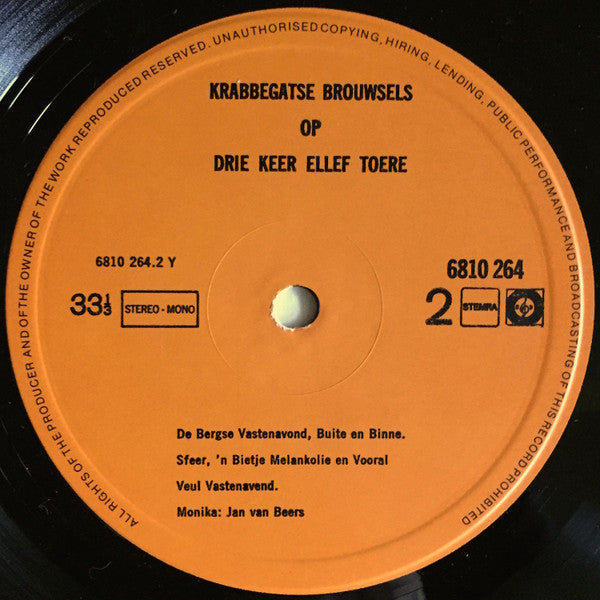 ALL RIGHTS OF THE PRODUCER AND OF THE OWNER OF THE WORK REPRODUCED RESERVED. UNAUTHORISED COPYING, HIRING, LENDING, PUBLIC PERFORMANCE AND BROADCASTING OF THIS RECORD PROHIBITED
KRABBEGATSE BROUWSELS
OP
DRIE KEER ELLEF TOERE
6810 264.2 Y
6810 264
33⅓ STEREO - MONO
2 STEMRA
De Bergse Vastenavond, Buite en Binne.
Sfeer, 'n Bietje Melankolie en Vooral
Veul Vastenavend.
Monika: Jan van Beers